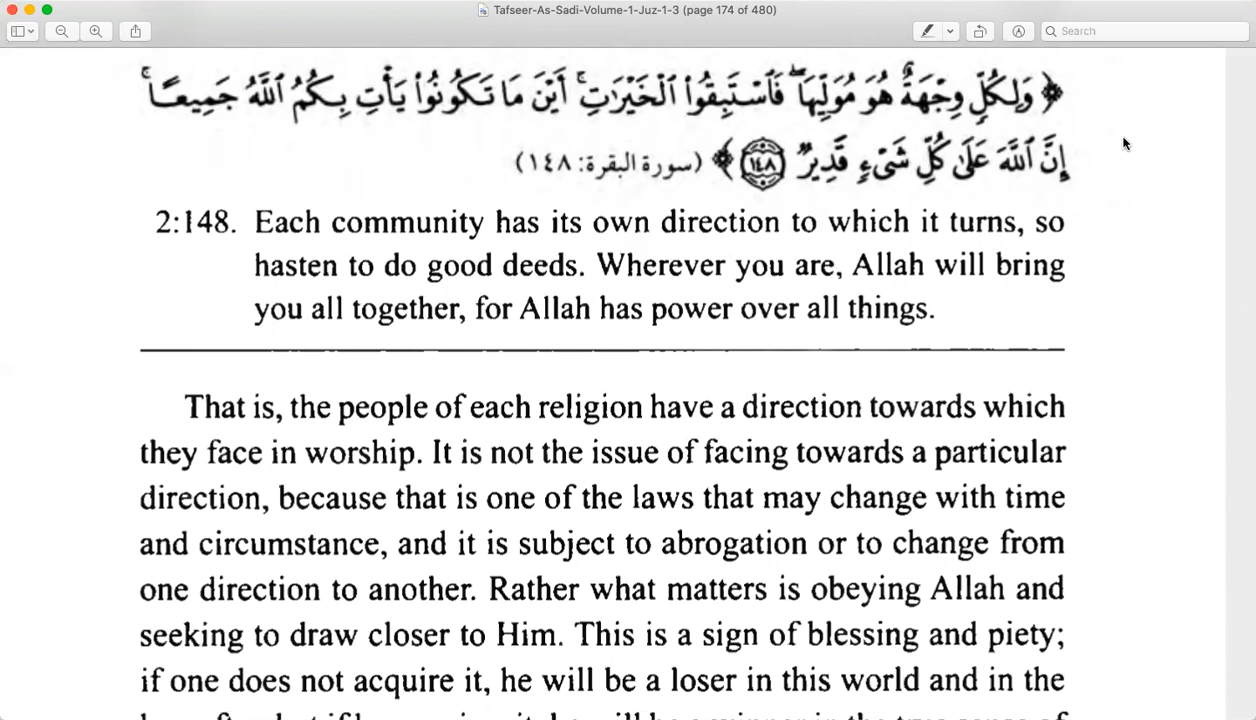 Tafseer-As-Sadi-Volume-1-Juz-1-3 (page 174 of 480)
Search
﴿ وَلِكُلٍّ وِجْهَةٌ هُوَ مُوَلِّيهَا ۖ فَٱسْتَبِقُوا۟ ٱلْخَيْرَٰتِ ۚ أَيْنَ مَا تَكُونُوا۟ يَأْتِ بِكُمُ ٱللَّهُ جَمِيعًا ۚ
إِنَّ ٱللَّهَ عَلَىٰ كُلِّ شَىْءٍ قَدِيرٌ ١٤٨ ﴾ (سورة البقرة: ١٤٨)
2:148. Each community has its own direction to which it turns, so
hasten to do good deeds. Wherever you are, Allah will bring
you all together, for Allah has power over all things.
That is, the people of each religion have a direction towards which
they face in worship. It is not the issue of facing towards a particular
direction, because that is one of the laws that may change with time
and circumstance, and it is subject to abrogation or to change from
one direction to another. Rather what matters is obeying Allah and
seeking to draw closer to Him. This is a sign of blessing and piety;
if one does not acquire it, he will be a loser in this world and in the